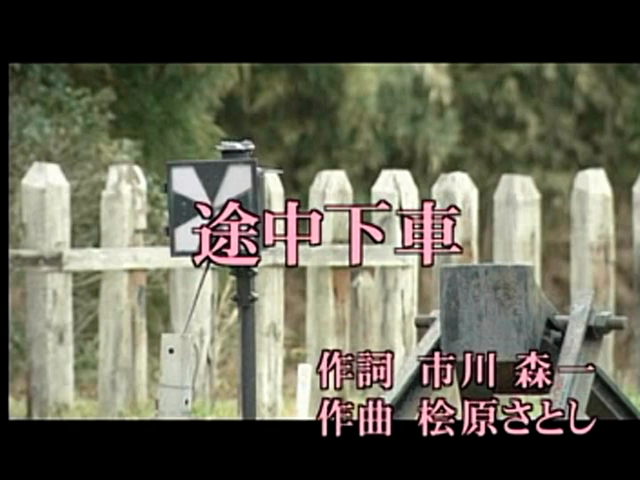 途中下車
作詞 市川 森一
作曲 桧原さとし